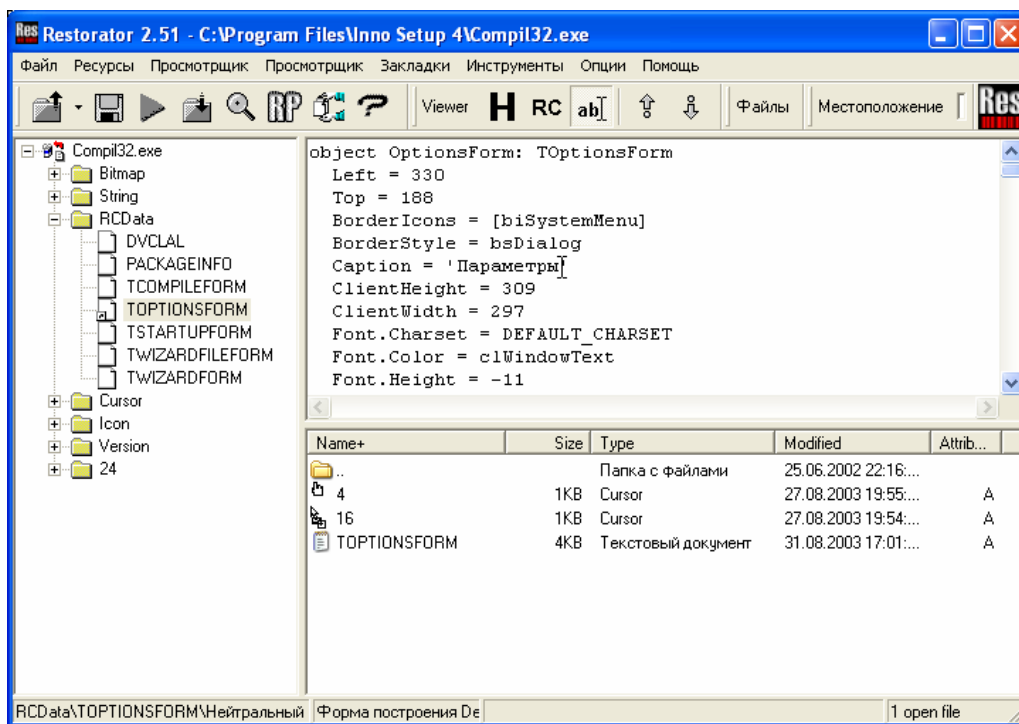 Res Restorator 2.51 - C:\Program Files\Inno Setup 4\Compil32.exe
Файл Ресурсы Просмотрщик Просмотрщик Закладки Инструменты Опции Помощь
RP ? Viewer H RC ab Файлы Местоположение Res
Compil32.exe
Bitmap
String
RCData
DVCLAL
PACKAGEINFO
TCOMPILEFORM
TOPTIONSFORM
TSTARTUPFORM
TWIZARDFILEFORM
TWIZARDFORM
Cursor
Icon
Version
24
object OptionsForm: TOptionsForm
Left = 330
Top = 188
BorderIcons = [biSystemMenu]
BorderStyle = bsDialog
Caption = 'Параметры'
ClientHeight = 309
ClientWidth = 297
Font.Charset = DEFAULT_CHARSET
Font.Color = clWindowText
Font.Height = -11
Name+ Size Type Modified Attrib...
.. Папка с файлами 25.06.2002 22:16:...
4 1KB Cursor 27.08.2003 19:55:... A
16 1KB Cursor 27.08.2003 19:54:... A
TOPTIONSFORM 4KB Текстовый документ 31.08.2003 17:01:... A
RCData\TOPTIONSFORM\Нейтральный Форма построения De 1 open file